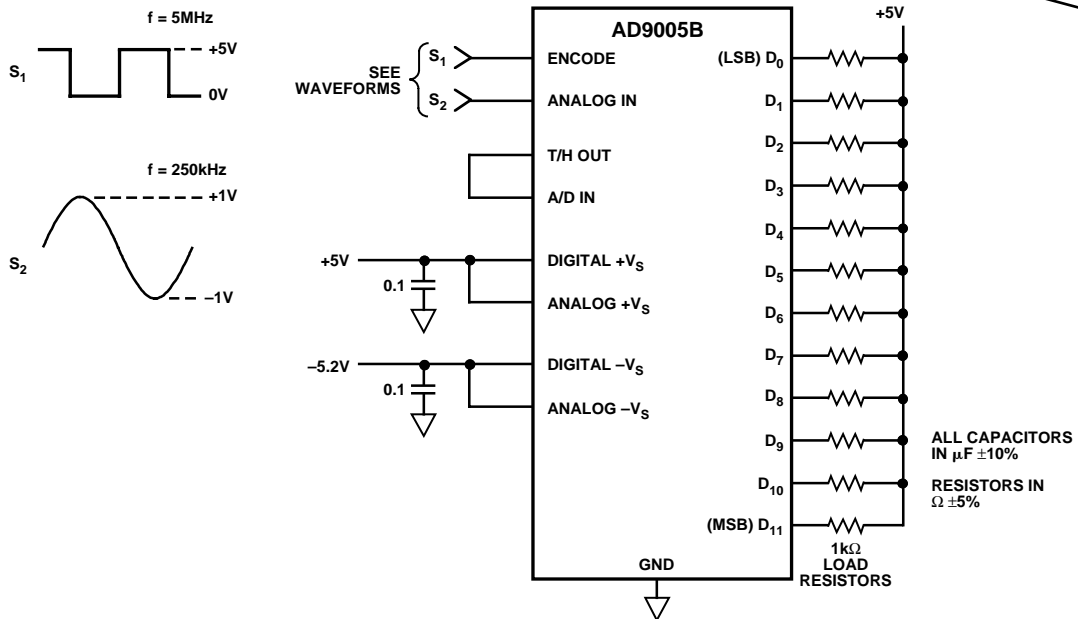 f = 5MHz
+5V
S1
0V
f = 250kHz
+1V
S2
–1V
SEE
WAVEFORMS
S1
S2
AD9005B
ENCODE
ANALOG IN
T/H OUT
A/D IN
+5V
0.1
DIGITAL +VS
ANALOG +VS
–5.2V
0.1
DIGITAL –VS
ANALOG –VS
GND
+5V
(LSB) D0
D1
D2
D3
D4
D5
D6
D7
D8
D9
D10
(MSB) D11
1kΩ
LOAD
RESISTORS
ALL CAPACITORS
IN µF ±10%
RESISTORS IN
Ω ±5%